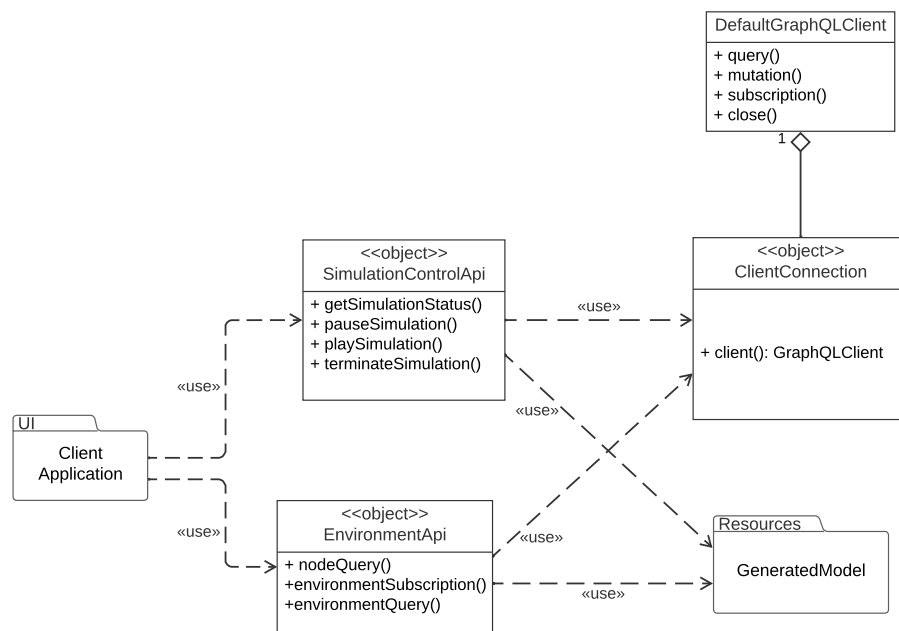 DefaultGraphQLClient
+ query()
+ mutation()
+ subscription()
+ close()
1
<<object>>
SimulationControlApi
+ getSimulationStatus()
+ pauseSimulation()
+ playSimulation()
+ terminateSimulation()
«use»
<<object>>
ClientConnection
+ client(): GraphQLClient
«use»
«use»
UI
Client
Application
«use»
<<object>>
EnvironmentApi
+ nodeQuery()
+environmentSubscription()
+environmentQuery()
«use»
«use»
Resources
GeneratedModel